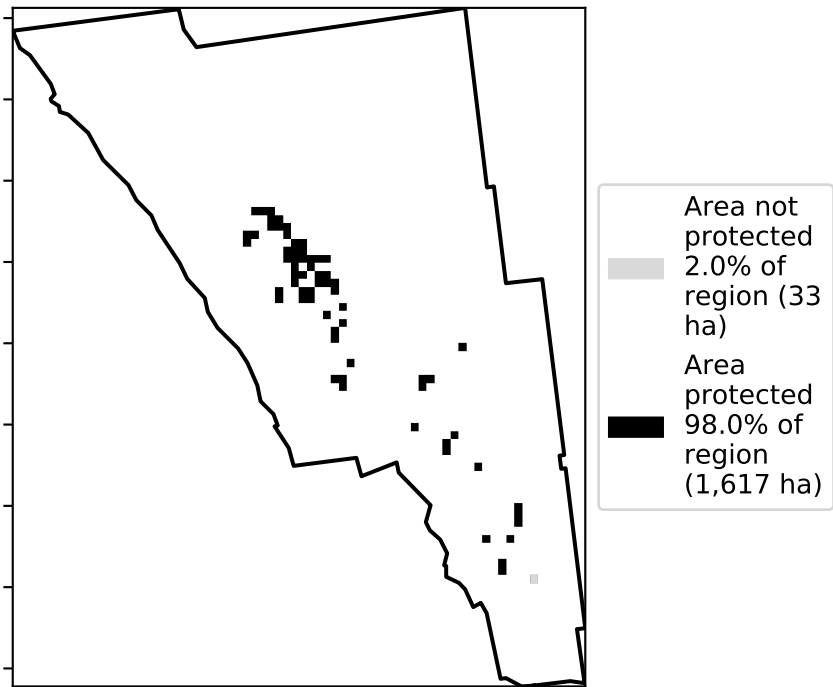 Area not
protected
2.0% of
region (33
ha)
Area
protected
98.0% of
region
(1,617 ha)